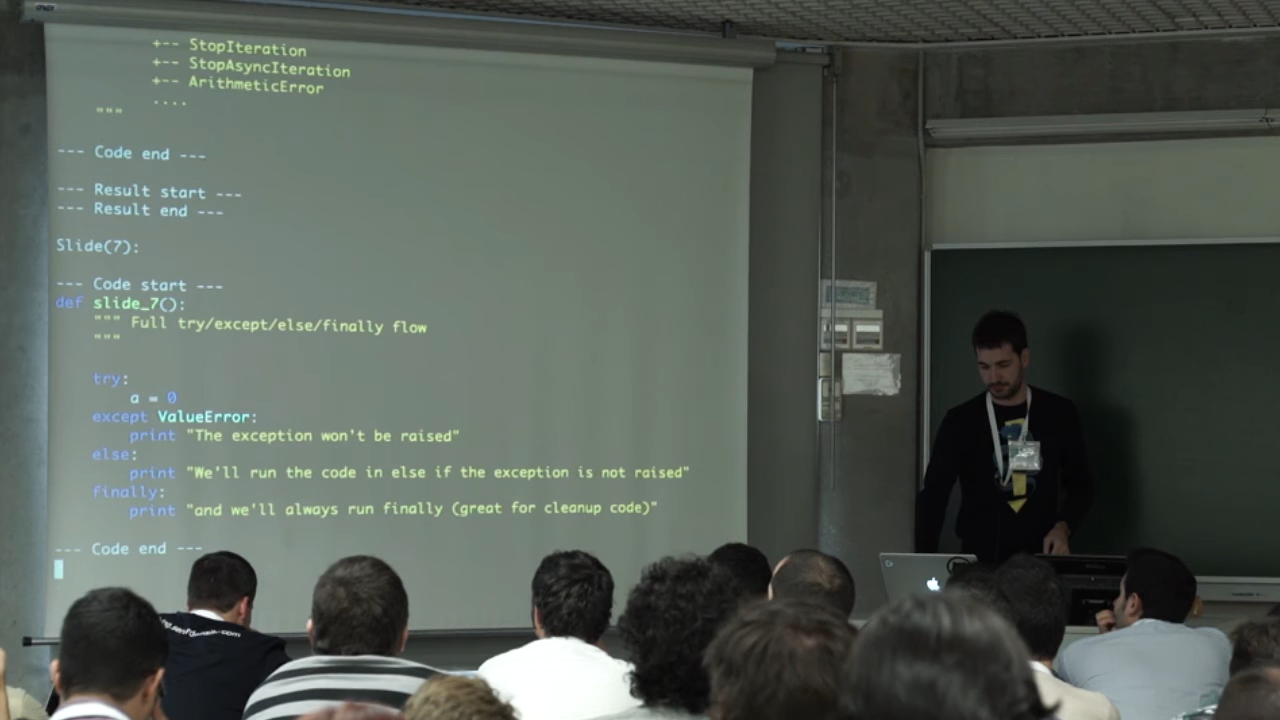 +-- StopIteration
+-- StopAsyncIteration
+-- ArithmeticError
....
"""
--- Code end ---
--- Result start ---
--- Result end ---
Slide(7):
--- Code start ---
def slide_7():
""" Full try/except/else/finally flow
"""
try:
a = 0
except ValueError:
print "The exception won't be raised"
else:
print "We'll run the code in else if the exception is not raised"
finally:
print "and we'll always run finally (great for cleanup code)"
--- Code end ---